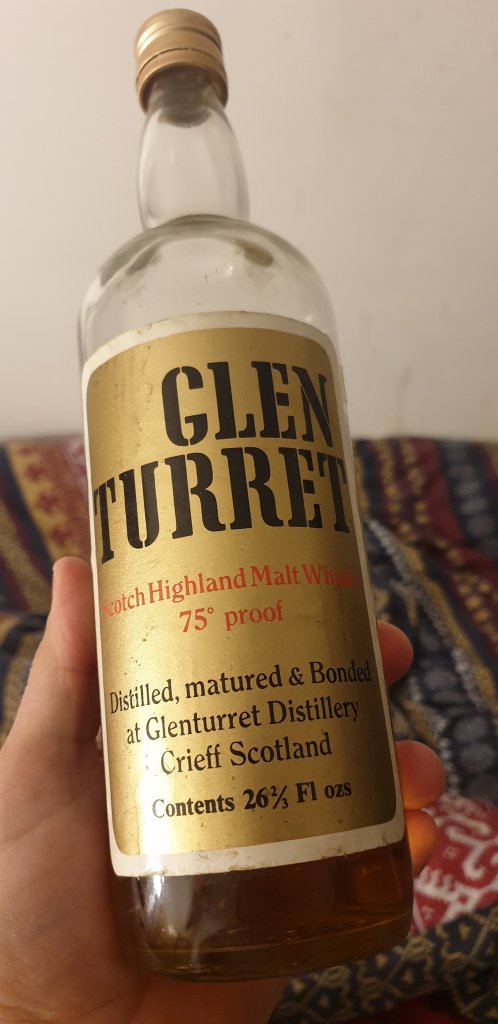 GLEN
TURRET
Scotch Highland Malt Whisky
75° proof
Distilled, matured & Bonded
at Glenturret Distillery
Crieff Scotland
Contents 26⅔ Fl ozs